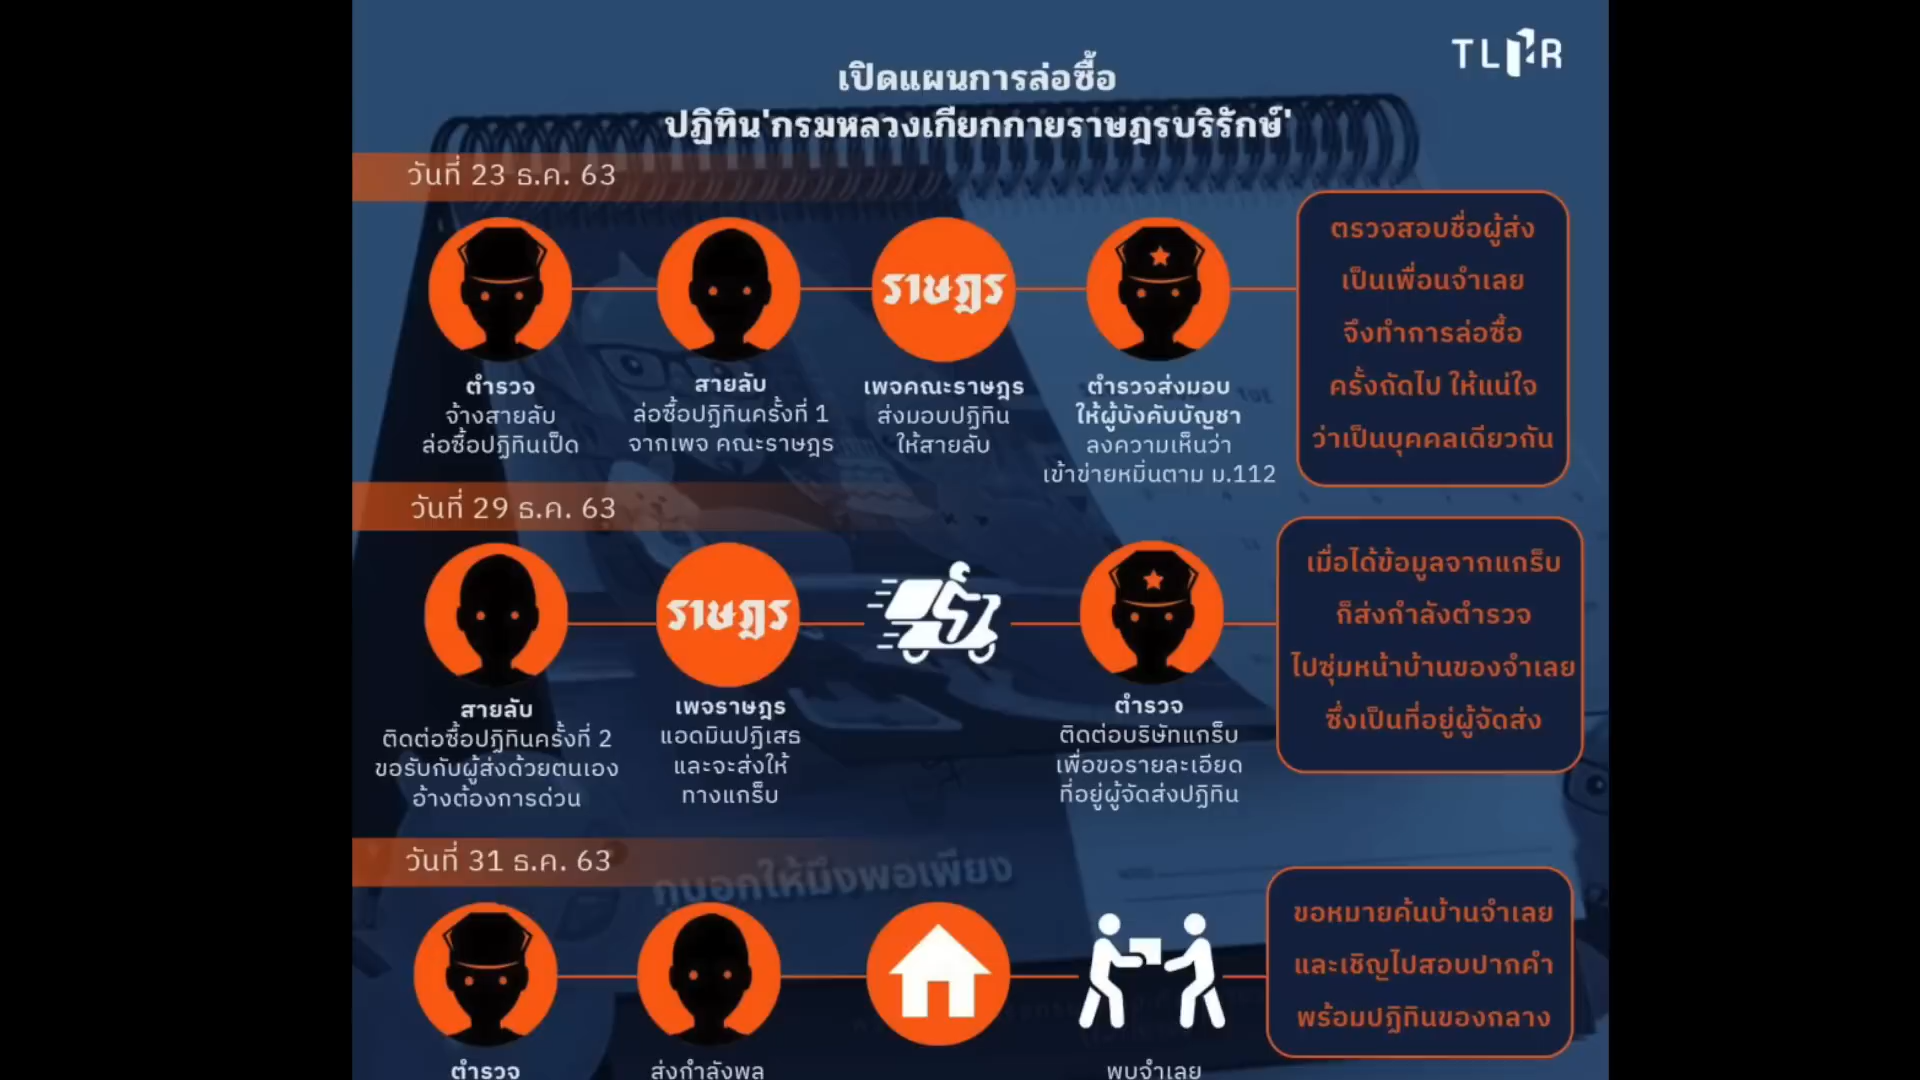 TLHR
เปิดแผนการล่อซื้อ
ปฏิทิน'กรมหลวงเกียกกายราษฎรบริรักษ์'
วันที่ 23 ธ.ค. 63
ตำรวจ
จ้างสายลับ
ล่อซื้อปฏิทินเป็ด
สายลับ
ล่อซื้อปฏิทินครั้งที่ 1
จากเพจ คณะราษฎร
ราษฎร
เพจคณะราษฎร
ส่งมอบปฏิทิน
ให้สายลับ
ตำรวจส่งมอบ
ให้ผู้บังคับบัญชา
ลงความเห็นว่า
เข้าข่ายหมิ่นตาม ม.112
ตรวจสอบชื่อผู้ส่ง
เป็นเพื่อนจำเลย
จึงทำการล่อซื้อ
ครั้งถัดไป ให้แน่ใจ
ว่าเป็นบุคคลเดียวกัน
วันที่ 29 ธ.ค. 63
สายลับ
ติดต่อซื้อปฏิทินครั้งที่ 2
ขอรับกับผู้ส่งด้วยตนเอง
อ้างต้องการด่วน
ราษฎร
เพจราษฎร
แอดมินปฏิเสธ
และจะส่งให้
ทางแกร็บ
ตำรวจ
ติดต่อบริษัทแกร็บ
เพื่อขอรายละเอียด
ที่อยู่ผู้จัดส่งปฏิทิน
เมื่อได้ข้อมูลจากแกร็บ
ก็ส่งกำลังตำรวจ
ไปซุ่มหน้าบ้านของจำเลย
ซึ่งเป็นที่อยู่ผู้จัดส่ง
วันที่ 31 ธ.ค. 63
กูบอกให้มึงพอเพียง
ตำรวจ
ส่งกำลังพล
พบจำเลย
ขอหมายค้นบ้านจำเลย
และเชิญไปสอบปากคำ
พร้อมปฏิทินของกลาง